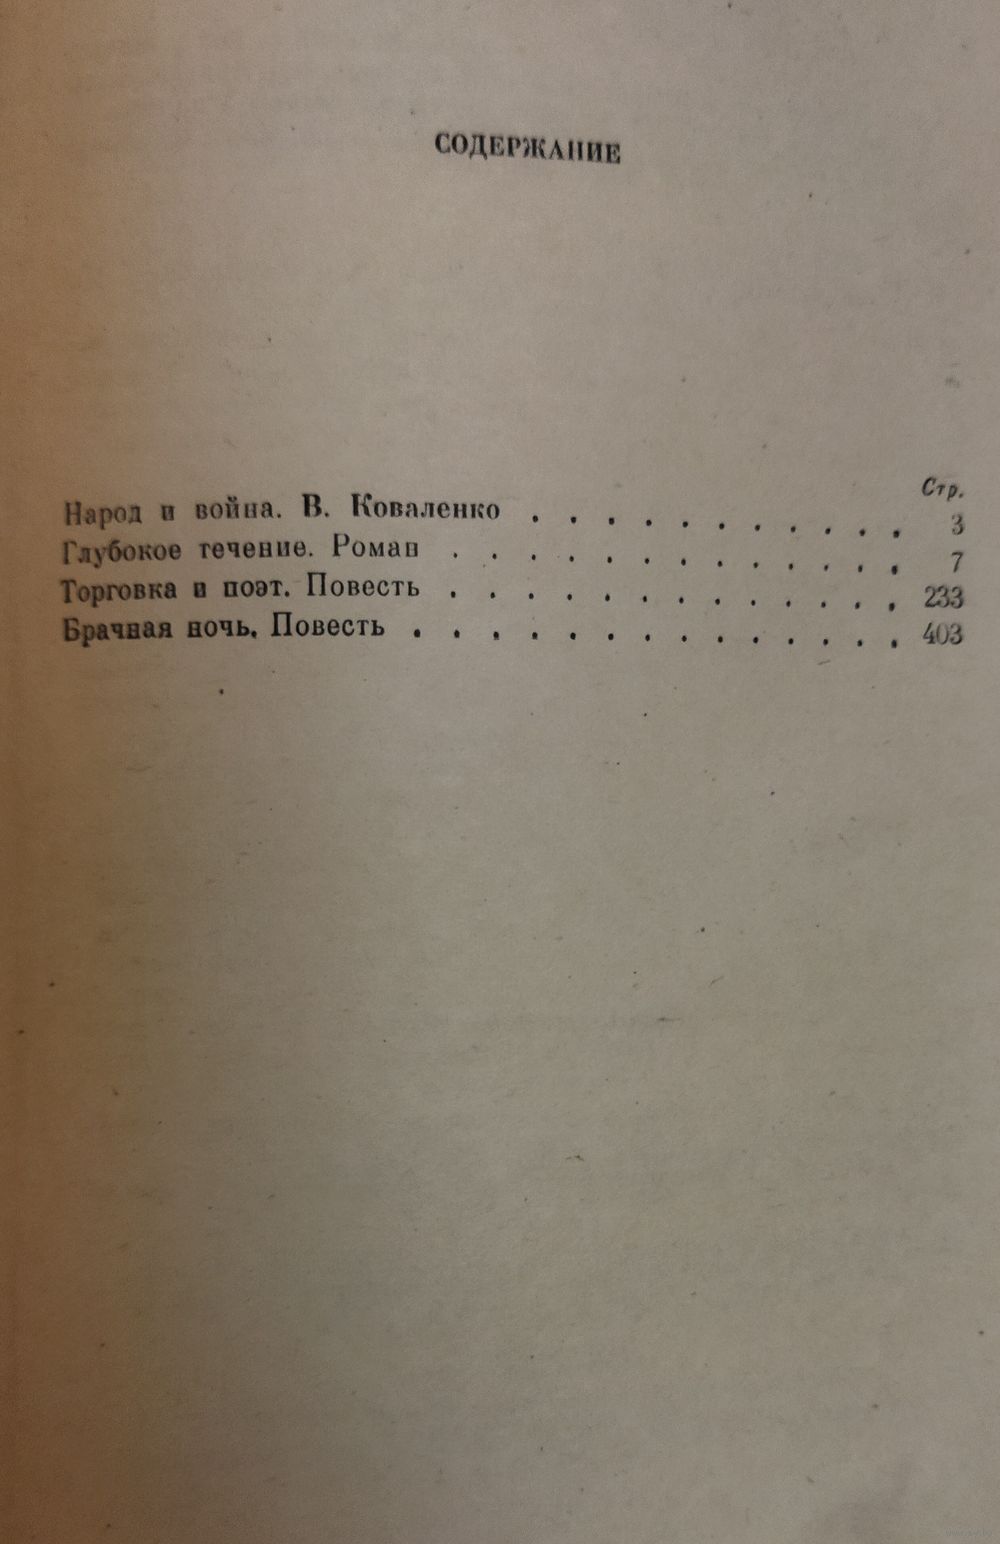 СОДЕРЖАНИЕ
Стр.
Народ и война. В. Коваленко . . . . . . . . . . . 3
Глубокое течение. Роман . . . . . . . . . . . . . 7
Торговка и поэт. Повесть . . . . . . . . . . . . . 233
Брачная ночь. Повесть . . . . . . . . . . . . . . 403